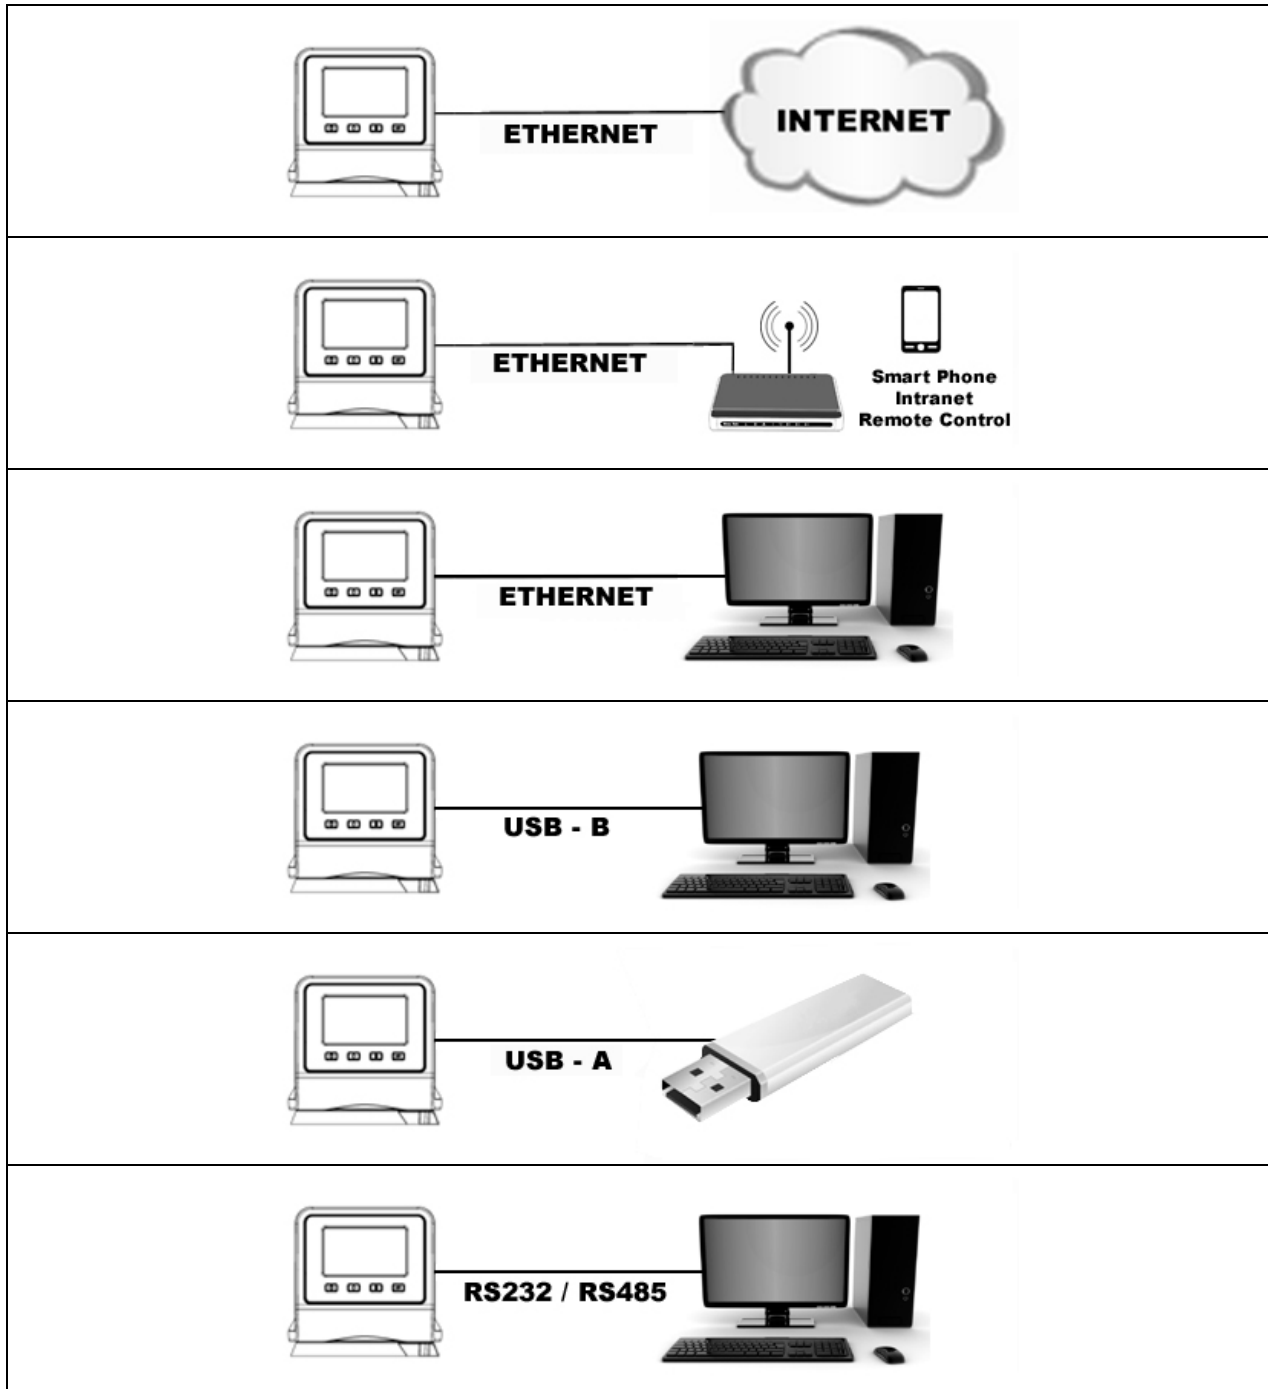 ETHERNET
INTERNET
ETHERNET
Smart Phone
Intranet
Remote Control
ETHERNET
USB - B
USB - A
RS232 / RS485